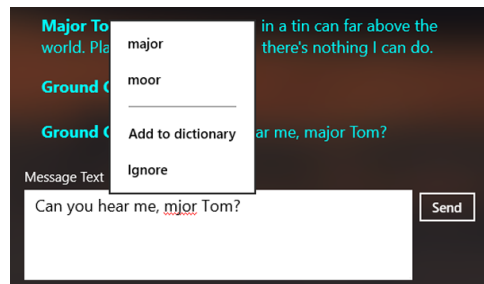 Major To in a tin can far above the
world. Pla there's nothing I can do.
Ground
Ground ar me, major Tom?
major
moor
Add to dictionary
Ignore
Message Text
Can you hear me, mjor Tom?
Send